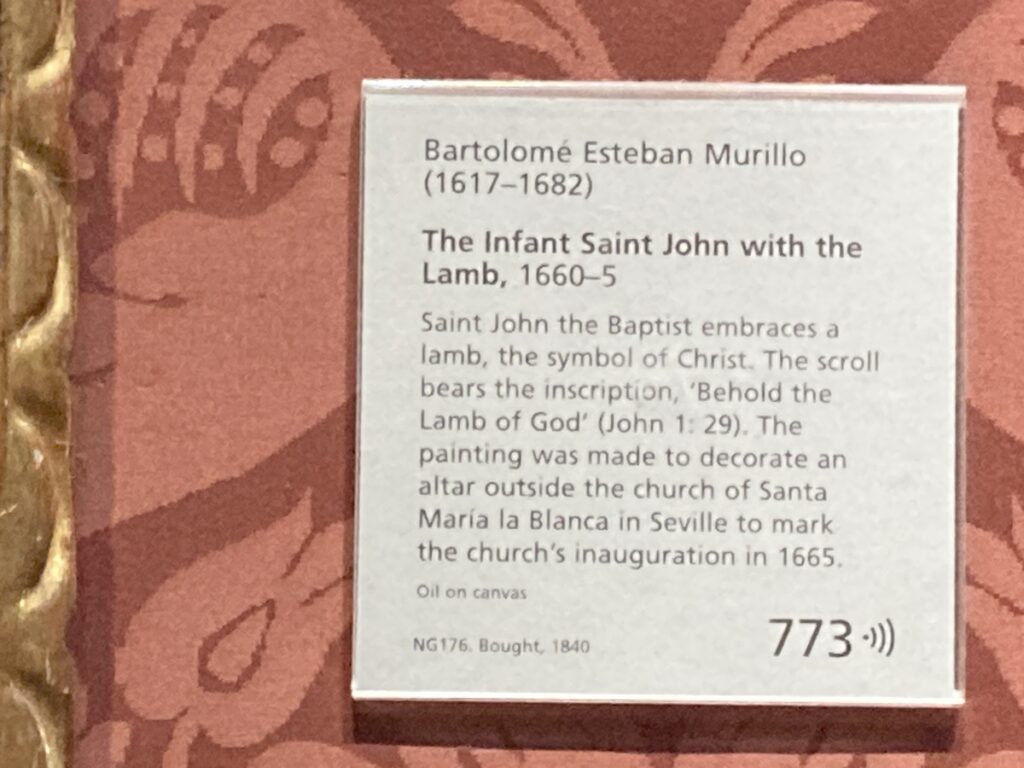 Bartolomé Esteban Murillo
(1617–1682)
The Infant Saint John with the
Lamb, 1660–5
Saint John the Baptist embraces a
lamb, the symbol of Christ. The scroll
bears the inscription, ‘Behold the
Lamb of God’ (John 1: 29). The
painting was made to decorate an
altar outside the church of Santa
María la Blanca in Seville to mark
the church’s inauguration in 1665.
Oil on canvas
NG176. Bought, 1840
773